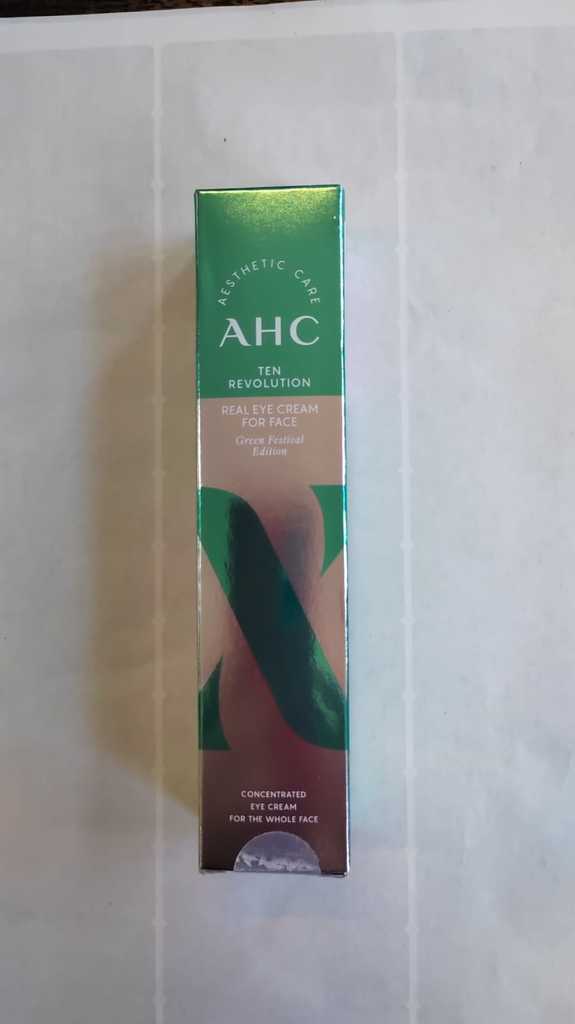 AESTHETIC CARE
AHC
TEN
REVOLUTION
REAL EYE CREAM
FOR FACE
Green Festival
Edition
CONCENTRATED
EYE CREAM
FOR THE WHOLE FACE